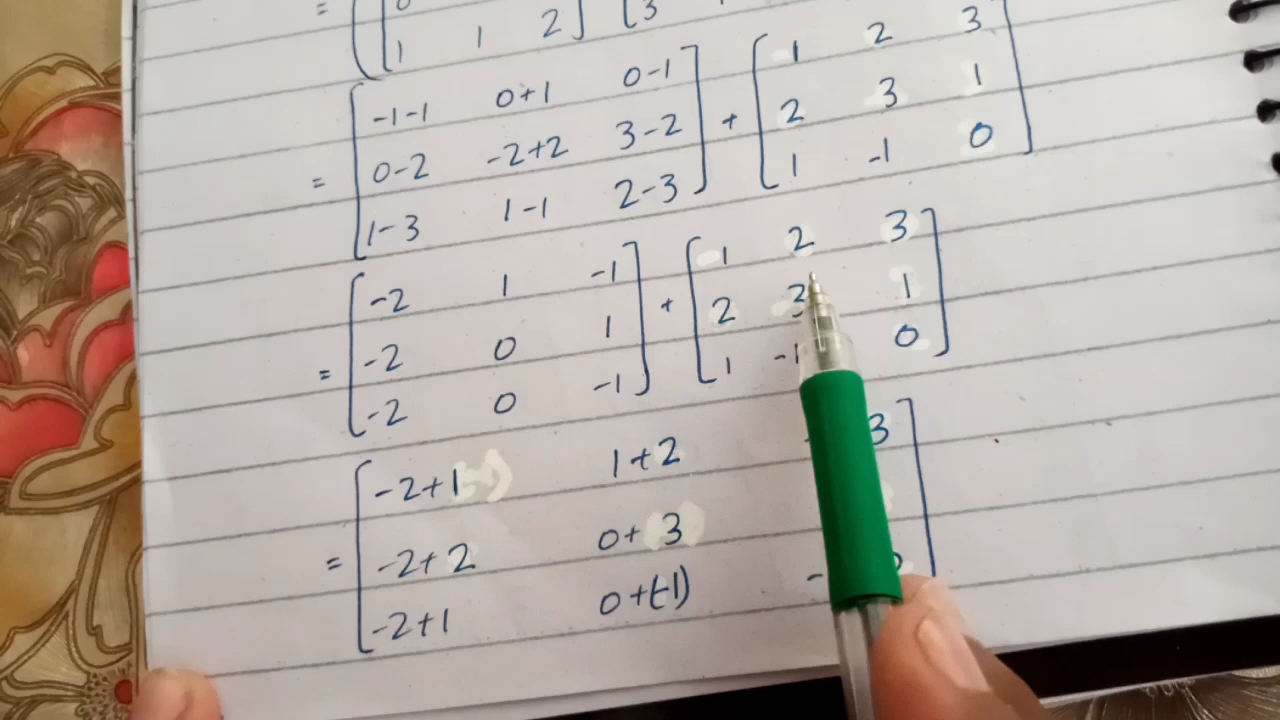 = 0
1 1 2 ] [ 3
[ -1-1 0+1 0-1 ] + [ 1 2 3
= 0-2 -2+2 3-2 2 3 1
1-3 1-1 2-3 1 -1 0 ]
[ -2 1 -1 ] + [ 1 2 3 ]
= -2 0 1 2 3 1
-2 0 -1 1 -1 0
[ -2+1 1+2 3 ]
= -2+2 0+3
-2+1 0+(-1) -